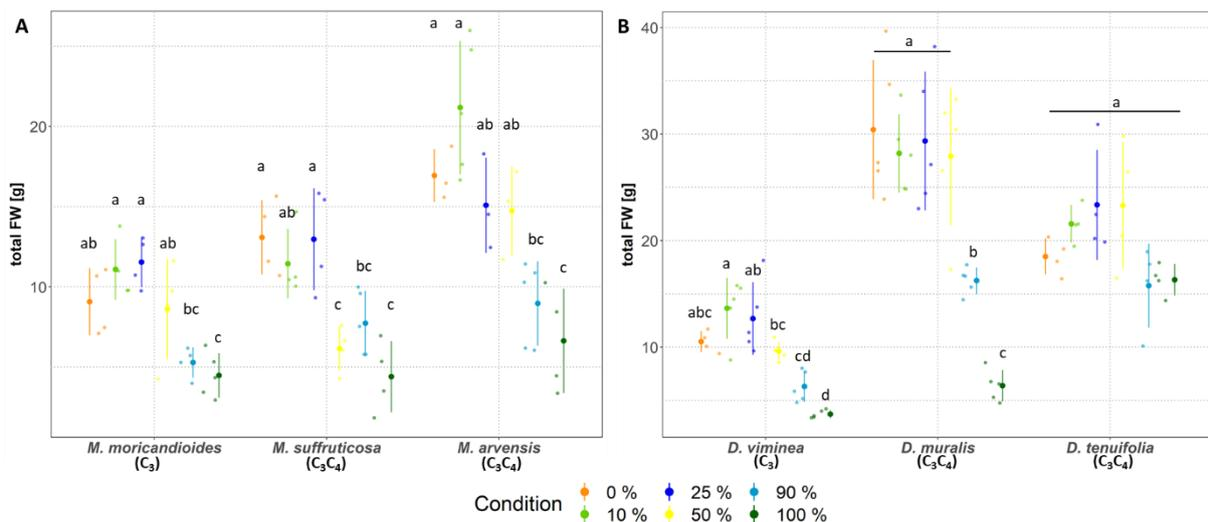 A
total FW [g]
20
10
ab a a ab bc c
a ab a c bc c
a a ab ab bc c
M. moricandioides M. suffruticosa M. arvensis
(C₃) (C₃C₄) (C₃C₄)
B
total FW [g]
40
30
20
10
abc a ab bc cd d
a b c
a
D. viminea D. muralis D. tenuifolia
(C₃) (C₃C₄) (C₃C₄)
Condition
0 % 25 % 90 %
10 % 50 % 100 %